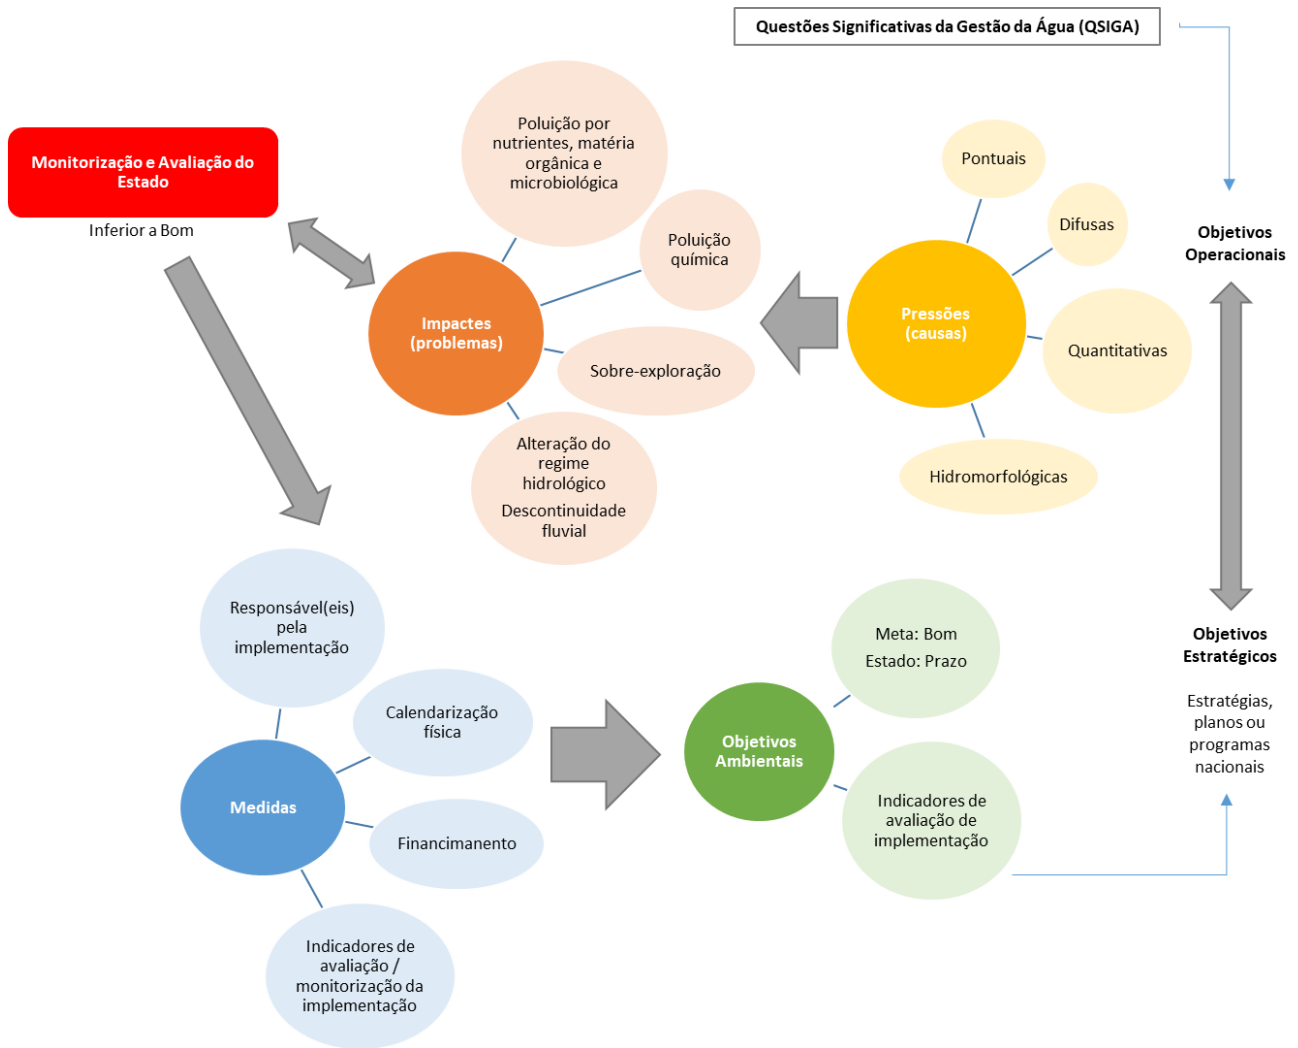 Questões Significativas da Gestão da Água (QSIGA)
Monitorização e Avaliação do
Estado
Inferior a Bom
Poluição por
nutrientes, matéria
orgânica e
microbiológica
Poluição
química
Impactes
(problemas)
Sobre-exploração
Alteração do
regime
hidrológico
Descontinuidade
fluvial
Pontuais
Difusas
Pressões
(causas)
Quantitativas
Hidromorfológicas
Objetivos
Operacionais
Objetivos
Estratégicos
Estratégias,
planos ou
programas
nacionais
Responsável(eis)
pela
implementação
Calendarização
física
Medidas
Financimanento
Indicadores de
avaliação /
monitorização da
implementação
Objetivos
Ambientais
Meta: Bom
Estado: Prazo
Indicadores de
avaliação de
implementação